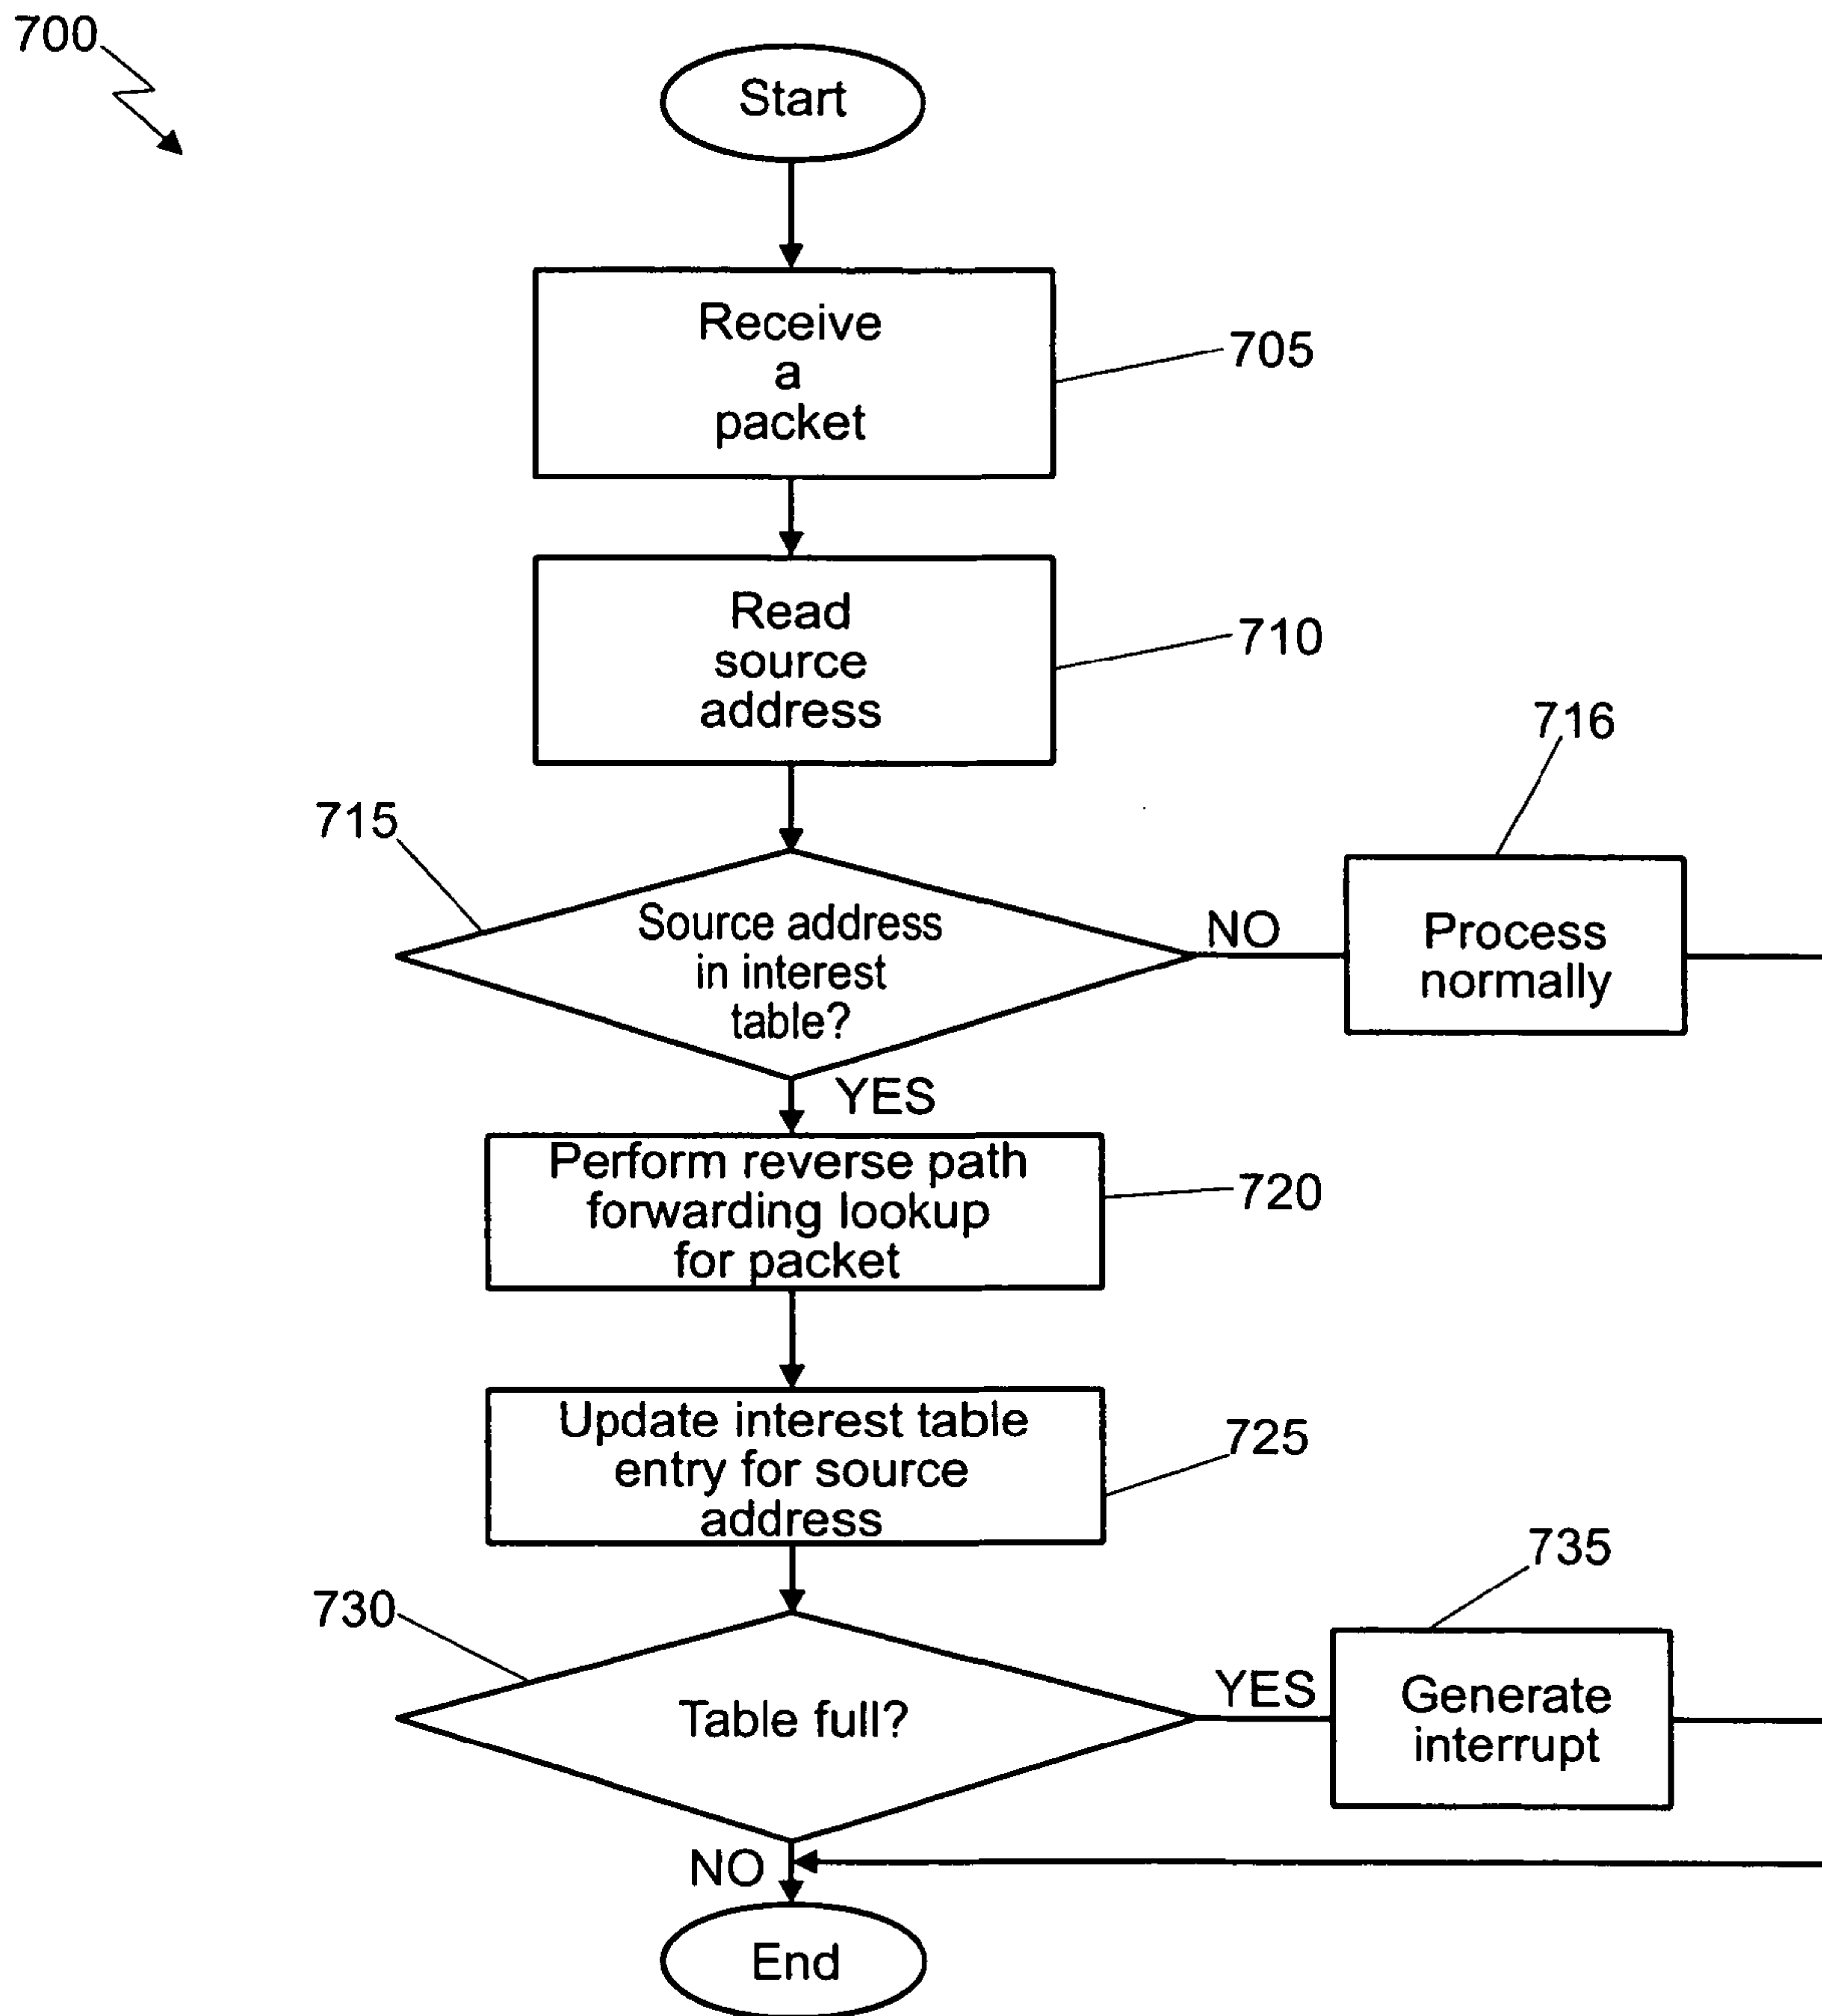 700
Start
Receive
a
packet
705
Read
source
address
710
716
715
Source address
in interest
table?
NO
Process
normally
YES
Perform reverse path
forwarding lookup
for packet
720
Update interest table
entry for source
address
725
735
730
Table full?
YES
Generate
interrupt
NO
End